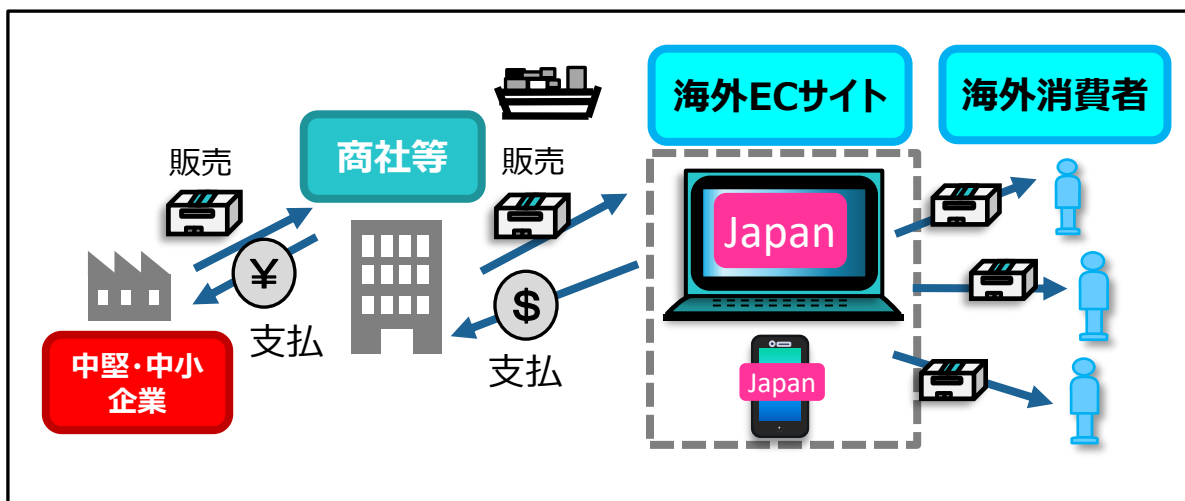 海外ECサイト
海外消費者
商社等
販売
販売
Japan
¥
$
支払
支払
Japan
中堅・中小
企業